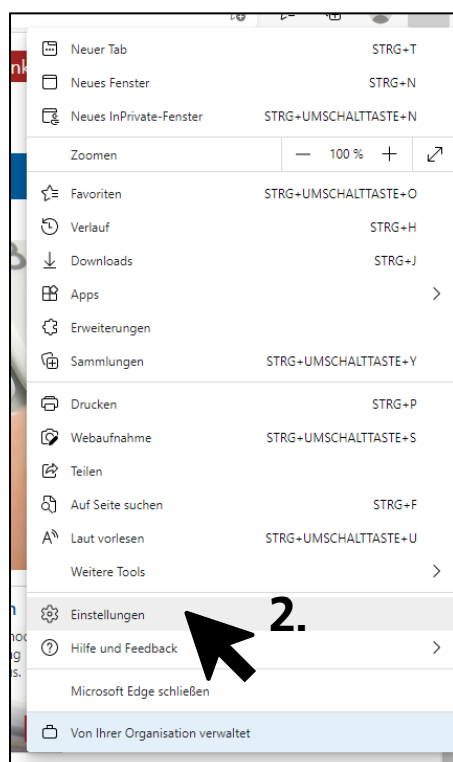 Neuer Tab STRG+T
Neues Fenster STRG+N
Neues InPrivate-Fenster STRG+UMSCHALTTASTE+N
Zoomen — 100 % +
Favoriten STRG+UMSCHALTTASTE+O
Verlauf STRG+H
Downloads STRG+J
Apps
Erweiterungen
Sammlungen STRG+UMSCHALTTASTE+Y
Drucken STRG+P
Webaufnahme STRG+UMSCHALTTASTE+S
Teilen
Auf Seite suchen STRG+F
Laut vorlesen STRG+UMSCHALTTASTE+U
Weitere Tools
Einstellungen 2.
Hilfe und Feedback
Microsoft Edge schließen
Von Ihrer Organisation verwaltet